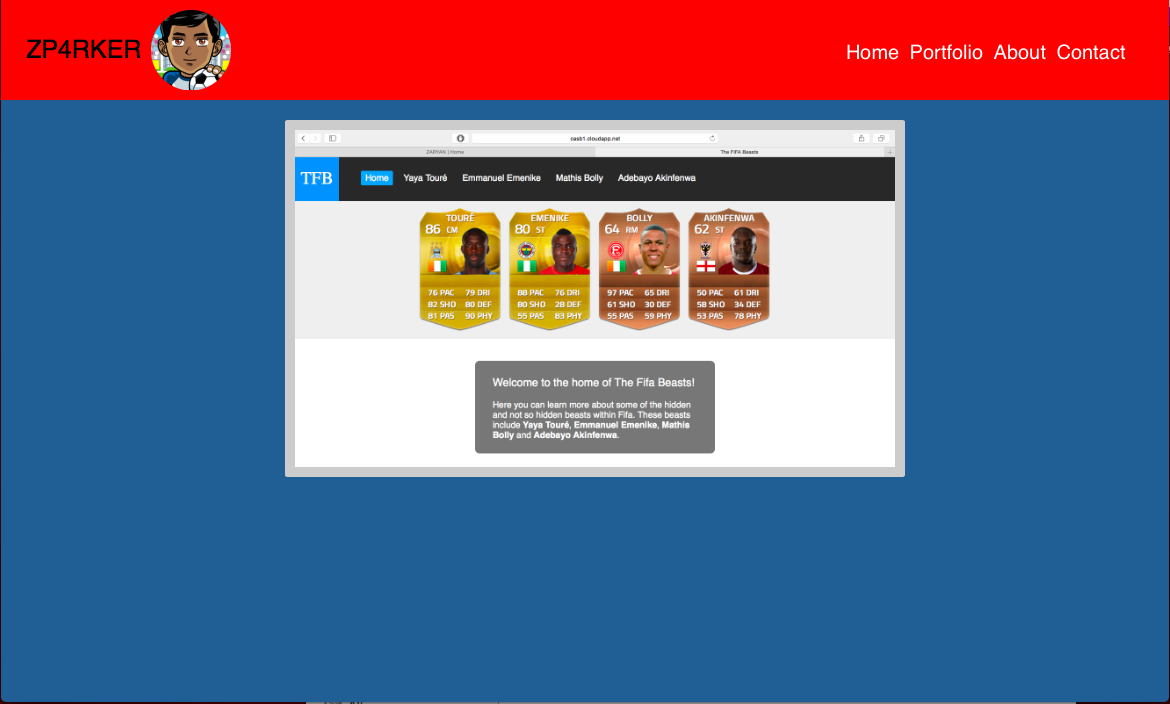 ZP4RKER
Home Portfolio About Contact
casb1.cloudapp.net
ZAPPAN | Home
The FIFA Beasts
TFB
Home Yaya Touré Emmanuel Emenike Mathis Bolly Adebayo Akinfenwa
TOURÉ
86 CM
76 PAC 79 DRI
82 SHO 80 DEF
81 PAS 90 PHY
EMENIKE
80 ST
88 PAC 76 DRI
80 SHO 28 DEF
55 PAS 83 PHY
BOLLY
64 RM
97 PAC 65 DRI
61 SHO 30 DEF
55 PAS 59 PHY
AKINFENWA
62 ST
50 PAC 61 DRI
58 SHO 34 DEF
53 PAS 78 PHY
Welcome to the home of The Fifa Beasts!
Here you can learn more about some of the hidden
and not so hidden beasts within Fifa. These beasts
include Yaya Touré, Emmanuel Emenike, Mathis
Bolly and Adebayo Akinfenwa.